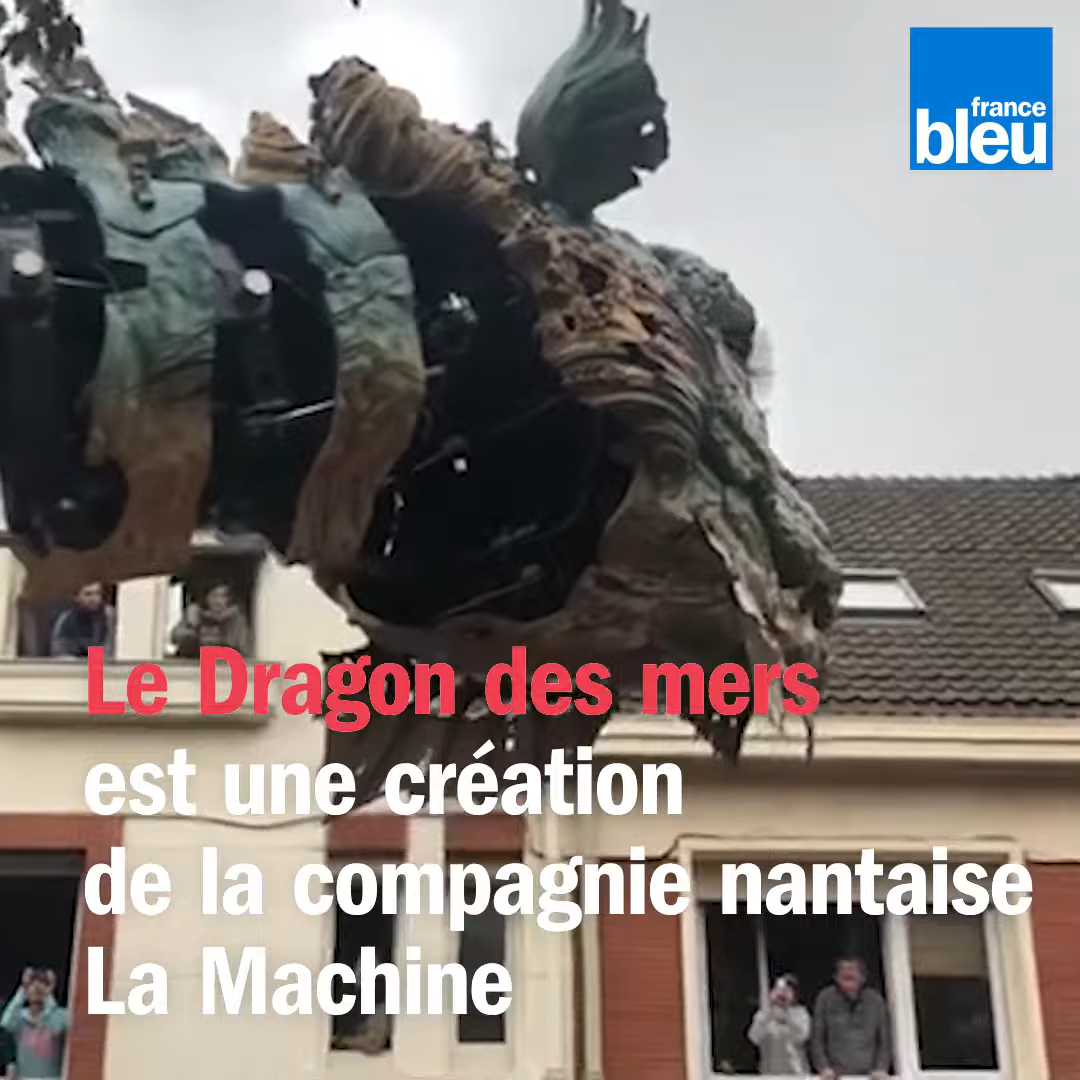 france
bleu
Le Dragon des mers
est une création
de la compagnie nantaise
La Machine